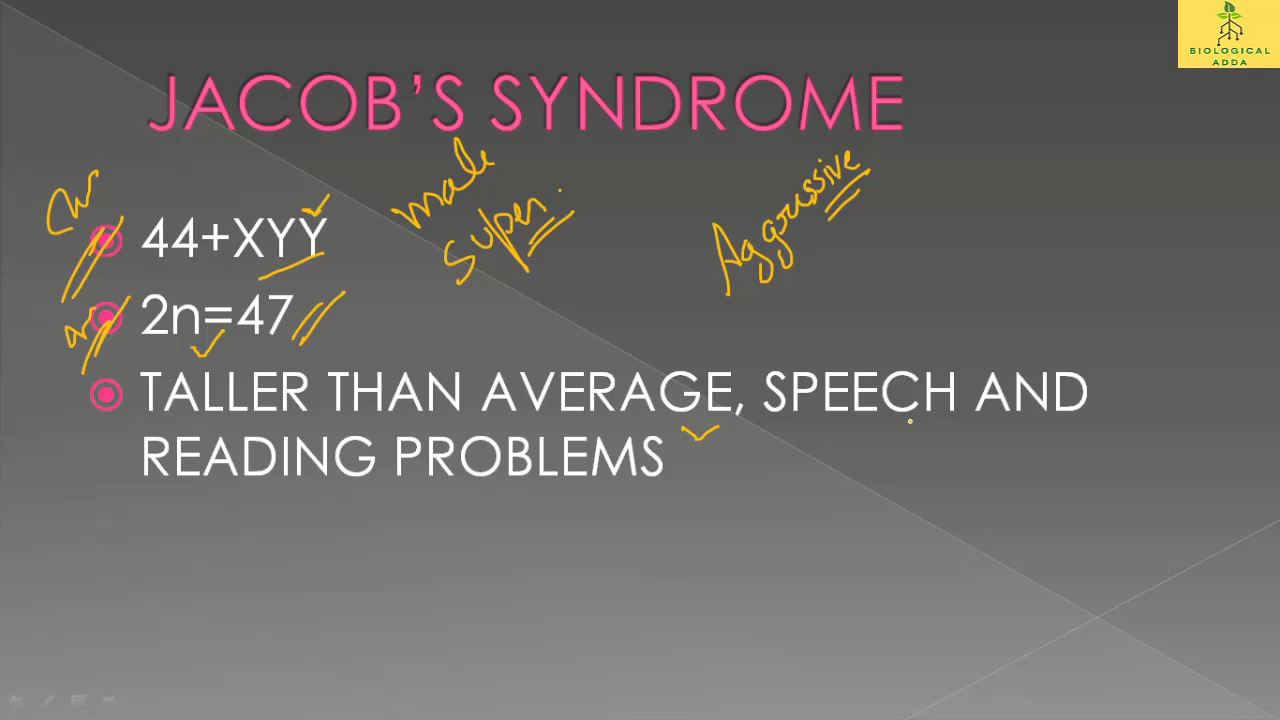 BIOLOGICAL
ADDA
JACOB'S SYNDROME
male
super
Aggressive
44+XYY
2n=47
TALLER THAN AVERAGE, SPEECH AND
READING PROBLEMS